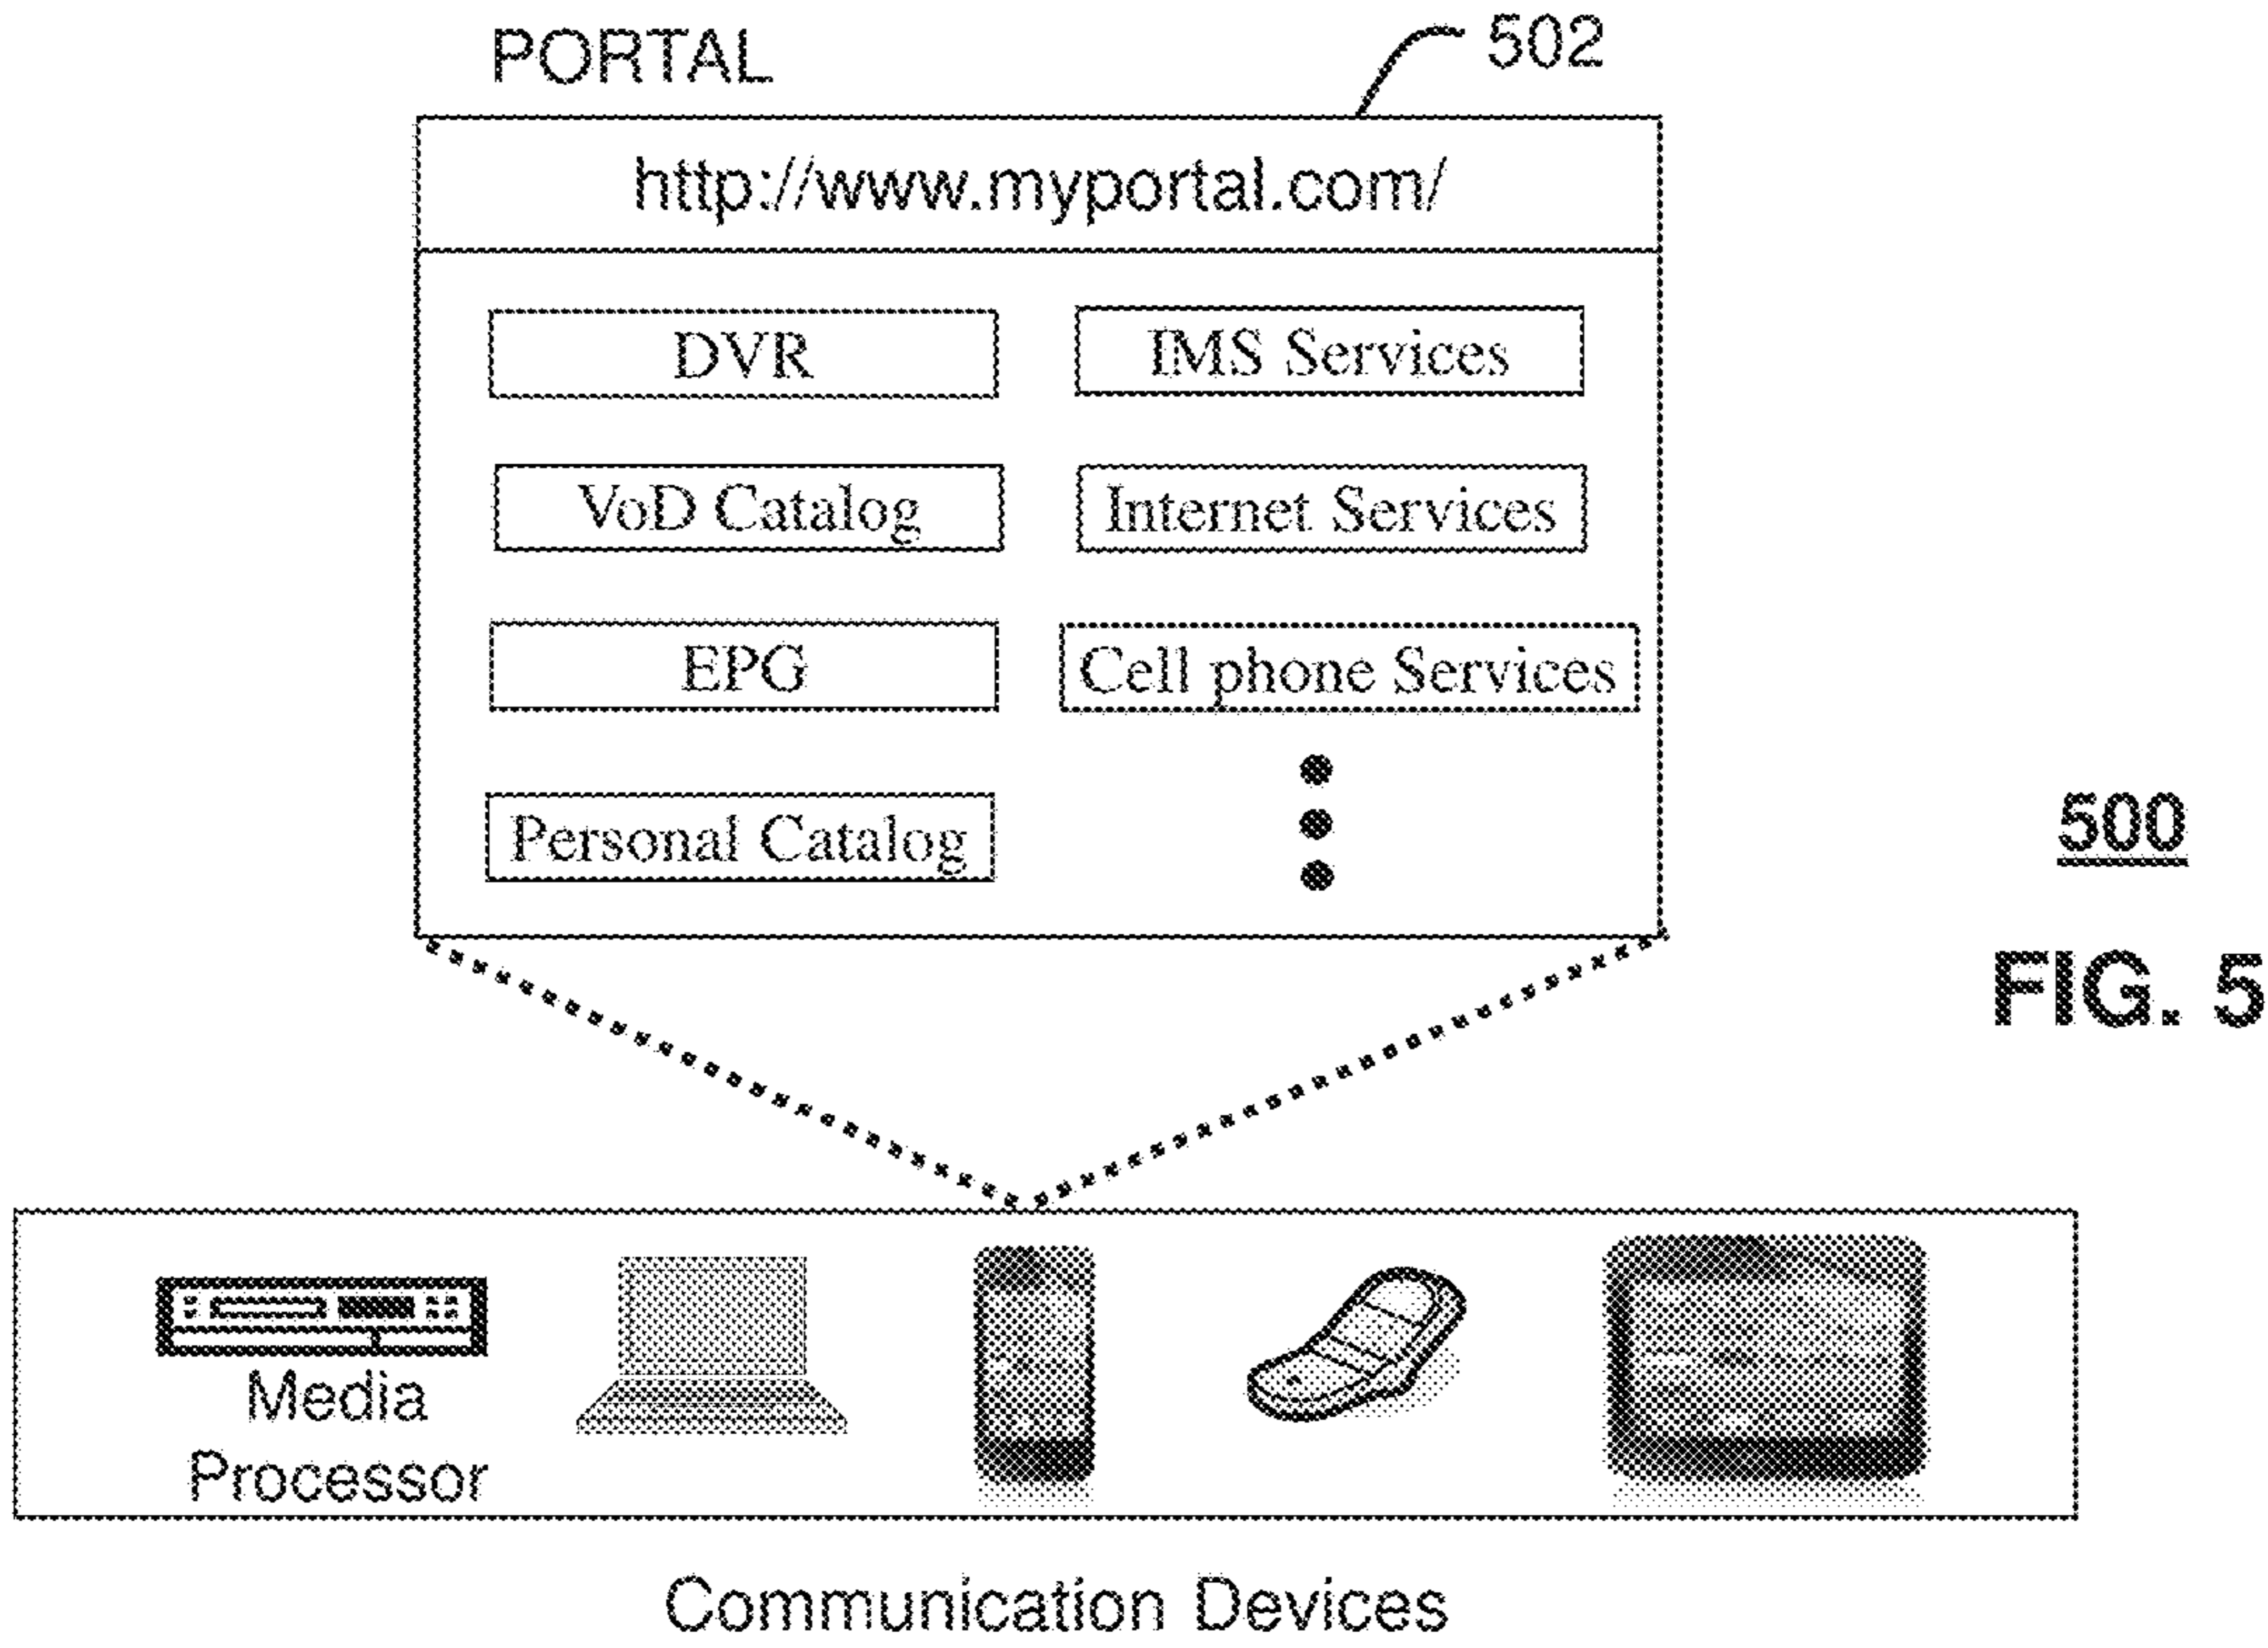 PORTAL
502
http://www.myportal.com/
DVR
IMS Services
VoD Catalog
Internet Services
EPG
Cell phone Services
Personal Catalog
500
FIG. 5
Media
Processor
Communication Devices